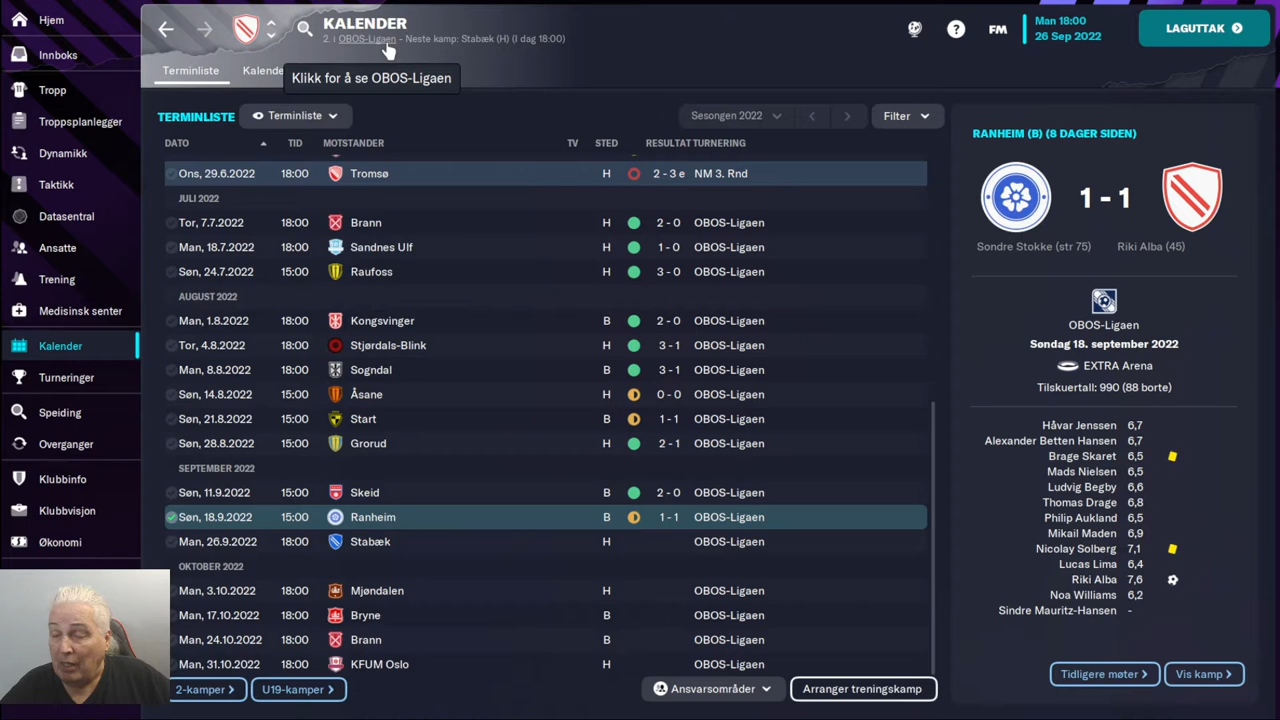 Hjem
Innboks
Tropp
Troppsplanlegger
Dynamikk
Taktikk
Datasentral
Ansatte
Trening
Medisinsk senter
Kalender
Turneringer
Speiding
Overganger
Klubbinfo
Klubbvisjon
Økonomi
KALENDER
2. i OBOS-Ligaen - Neste kamp: Stabæk (H) (I dag 18:00)
? FM Man 18:00
26 Sep 2022
LAGUTTAK
Terminliste Kalende
Klikk for å se OBOS-Ligaen
TERMINLISTE Terminliste Sesongen 2022 Filter
DATO TID MOTSTANDER TV STED RESULTAT TURNERING
Ons, 29.6.2022 18:00 Tromsø H 2 - 3 e NM 3. Rnd
JULI 2022
Tor, 7.7.2022 18:00 Brann H 2 - 0 OBOS-Ligaen
Man, 18.7.2022 18:00 Sandnes Ulf H 1 - 0 OBOS-Ligaen
Søn, 24.7.2022 15:00 Raufoss H 3 - 0 OBOS-Ligaen
AUGUST 2022
Man, 1.8.2022 18:00 Kongsvinger B 2 - 0 OBOS-Ligaen
Tor, 4.8.2022 18:00 Stjørdals-Blink H 3 - 1 OBOS-Ligaen
Man, 8.8.2022 18:00 Sogndal B 3 - 1 OBOS-Ligaen
Søn, 14.8.2022 15:00 Åsane H 0 - 0 OBOS-Ligaen
Søn, 21.8.2022 15:00 Start B 1 - 1 OBOS-Ligaen
Søn, 28.8.2022 15:00 Grorud H 2 - 1 OBOS-Ligaen
SEPTEMBER 2022
Søn, 11.9.2022 15:00 Skeid B 2 - 0 OBOS-Ligaen
Søn, 18.9.2022 15:00 Ranheim B 1 - 1 OBOS-Ligaen
Man, 26.9.2022 18:00 Stabæk H OBOS-Ligaen
OKTOBER 2022
Man, 3.10.2022 18:00 Mjøndalen H OBOS-Ligaen
Man, 17.10.2022 18:00 Bryne B OBOS-Ligaen
Man, 24.10.2022 18:00 Brann B OBOS-Ligaen
Man, 31.10.2022 18:00 KFUM Oslo H OBOS-Ligaen
2-kamper U19-kamper Ansvarsområder Arranger treningskamp
RANHEIM (B) (8 DAGER SIDEN)
1 - 1
Sondre Stokke (str 75) Riki Alba (45)
OBOS-Ligaen
Søndag 18. september 2022
EXTRA Arena
Tilskuertall: 990 (88 borte)
Håvar Jenssen 6,7
Alexander Betten Hansen 6,7
Brage Skaret 6,5
Mads Nielsen 6,5
Ludvig Begby 6,6
Thomas Drage 6,8
Philip Aukland 6,5
Mikail Maden 6,9
Nicolay Solberg 7,1
Lucas Lima 6,4
Riki Alba 7,6
Noa Williams 6,2
Sindre Mauritz-Hansen -
Tidligere møter Vis kamp